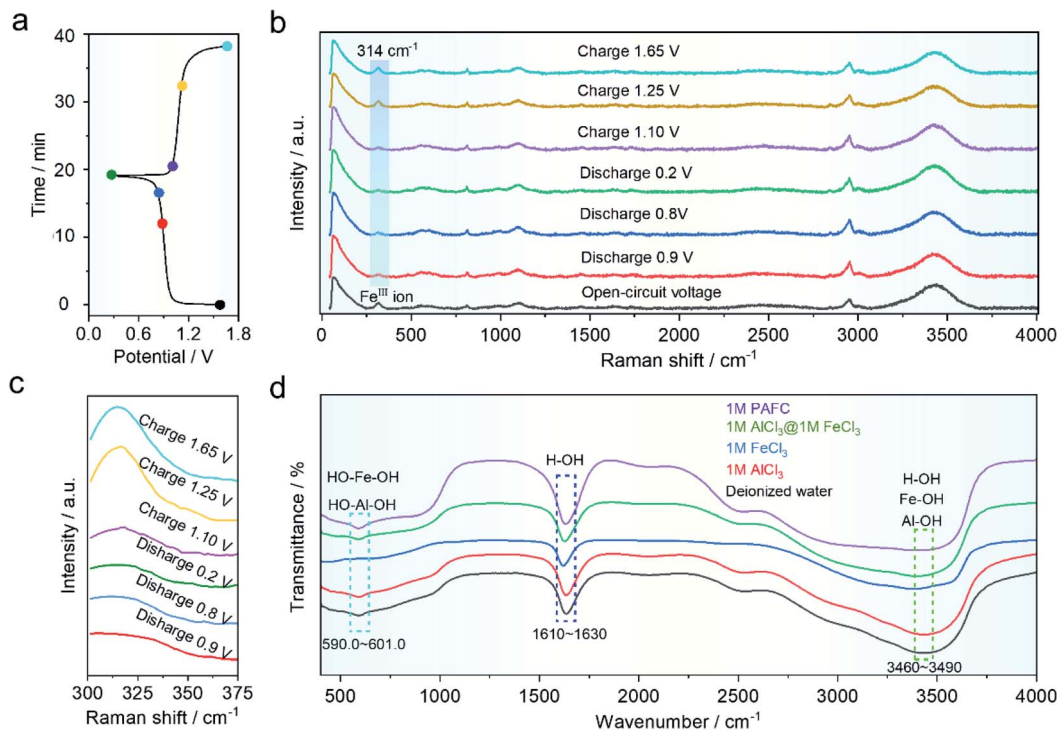 a
40
30
20
10
0
Time / min
0.0 0.6 1.2 1.8
Potential / V
b
314 cm⁻¹
Charge 1.65 V
Charge 1.25 V
Charge 1.10 V
Discharge 0.2 V
Discharge 0.8V
Discharge 0.9 V
Feᴵᴵᴵ ion
Open-circuit voltage
Intensity / a.u.
0 500 1000 1500 2000 2500 3000 3500 4000
Raman shift / cm⁻¹
c
Charge 1.65 V
Charge 1.25 V
Charge 1.10 V
Disharge 0.2 V
Disharge 0.8 V
Disharge 0.9 V
Intensity / a.u.
300 325 350 375
Raman shift / cm⁻¹
d
1M PAFC
1M AlCl₃@1M FeCl₃
1M FeCl₃
1M AlCl₃
Deionized water
HO-Fe-OH
HO-Al-OH
H-OH
H-OH
Fe-OH
Al-OH
590.0~601.0
1610~1630
3460~3490
Transmittance / %
500 1000 1500 2000 2500 3000 3500 4000
Wavenumber / cm⁻¹